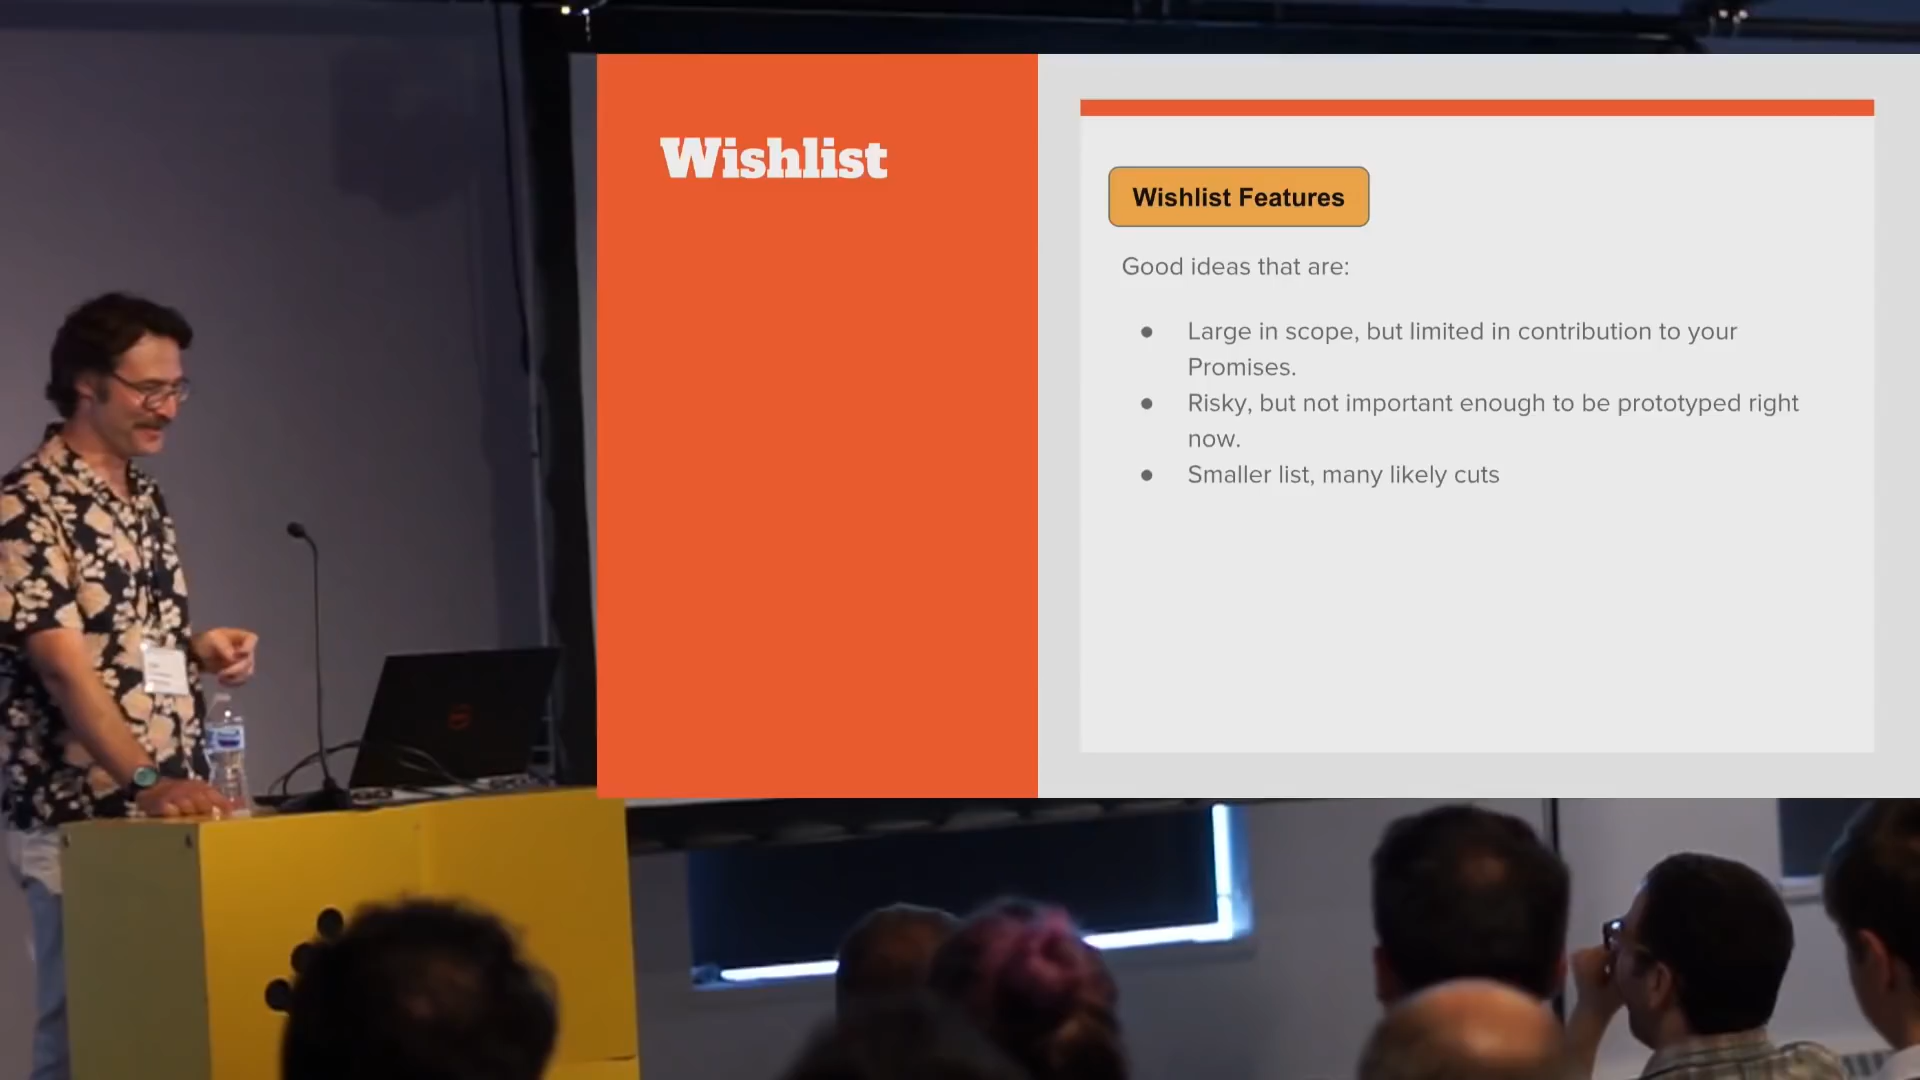 Wishlist
Wishlist Features
Good ideas that are:
● Large in scope, but limited in contribution to your
Promises.
● Risky, but not important enough to be prototyped right
now.
● Smaller list, many likely cuts